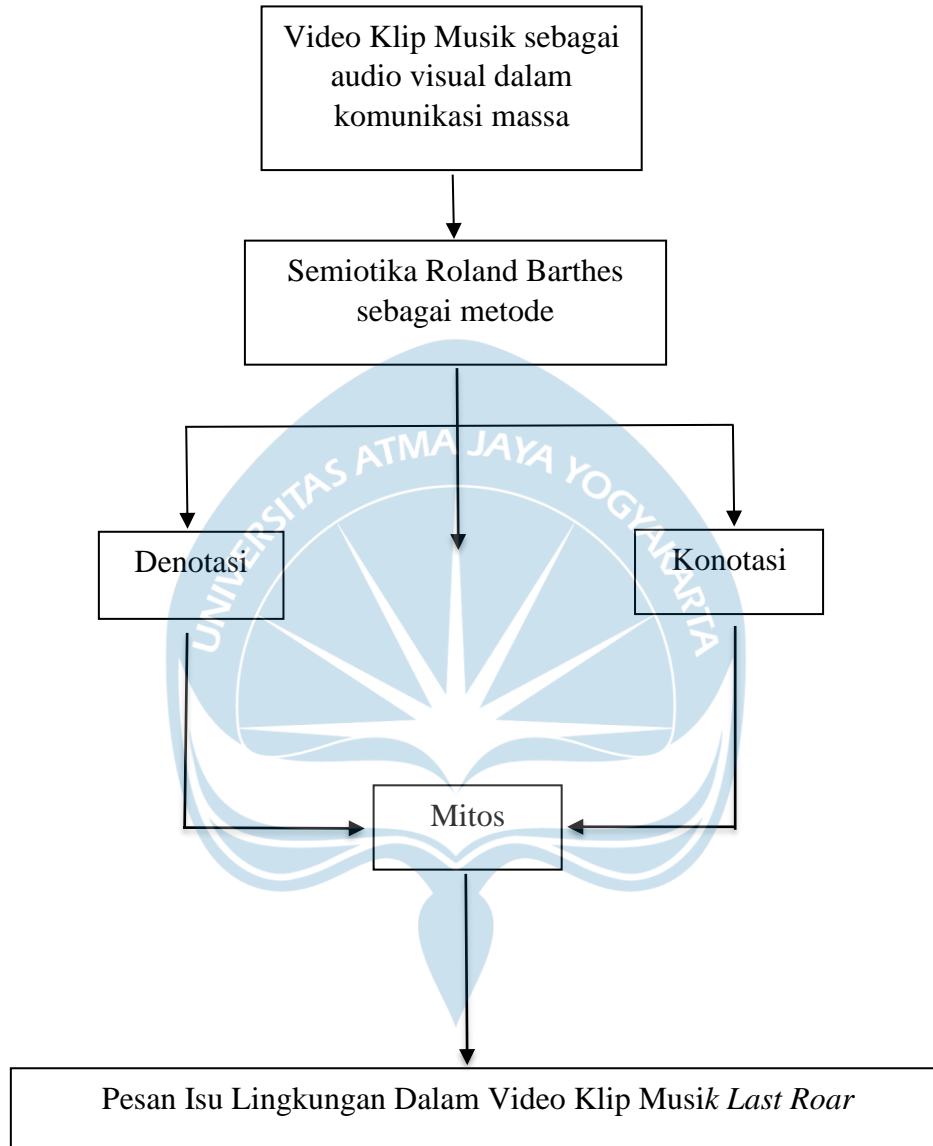 Video Klip Musik sebagai
audio visual dalam
komunikasi massa
Semiotika Roland Barthes
sebagai metode
UNIVERSITAS ATMA JAYA YOGYAKARTA
Denotasi
Konotasi
Mitos
Pesan Isu Lingkungan Dalam Video Klip Musik Last Roar